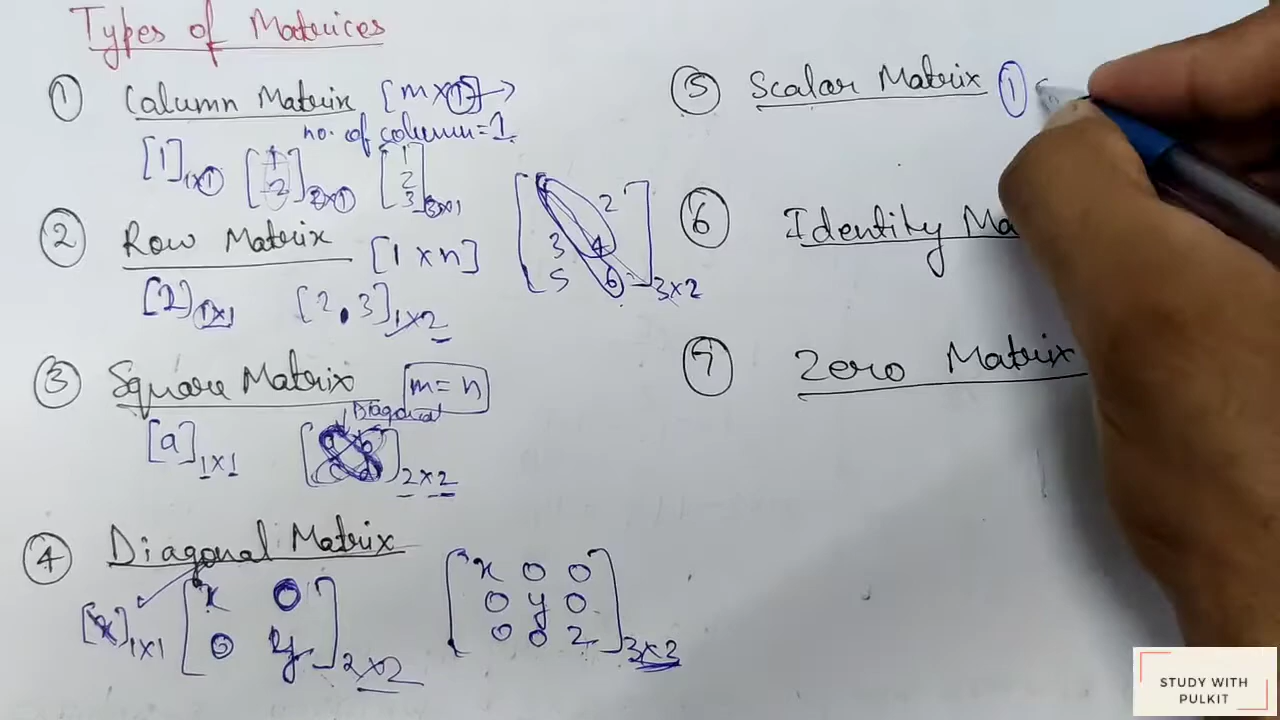 Types of Matrices
① Column Matrix [m×1]→
no. of column=1
[1]1×1 [1 2]2×1 [1 2 3]3×1
② Row Matrix [1×n]
[2]1×1 [2,3]1×2
[2 3 4 5 6]3×2
③ Square Matrix m=n
Diagonal
[a]1×1 [a b c d]2×2
④ Diagonal Matrix
[x]1×1 [x 0 0 y]2×2
[x 0 0
0 y 0
0 0 z]3×3
⑤ Scalar Matrix ①
⑥ Identity Ma
⑦ Zero Matrix
STUDY WITH
PULKIT